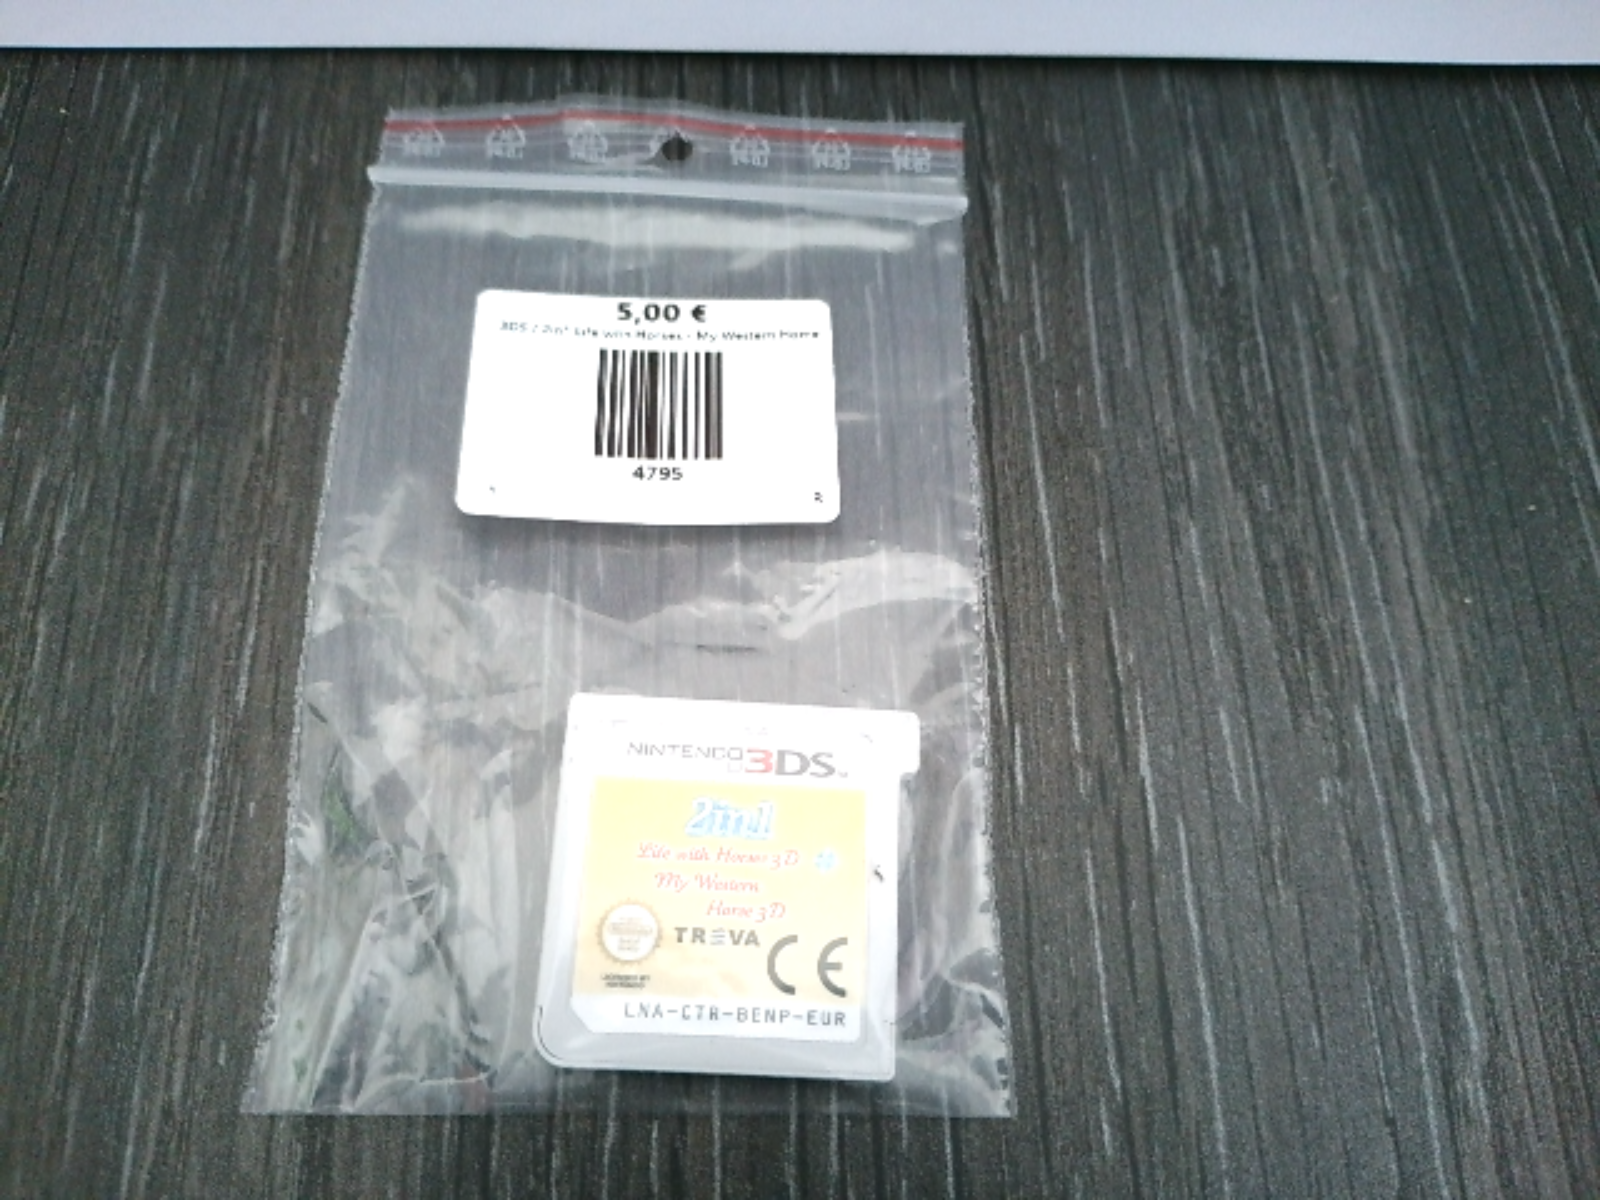 5,00 €
3DS / 2in1 Life with Horses - My Western Horse
4795
NINTENDO 3DS
2in1
Life with Horses 3D
My Western
Horse 3D
TREVA
CE
LNA-CTR-BENP-EUR